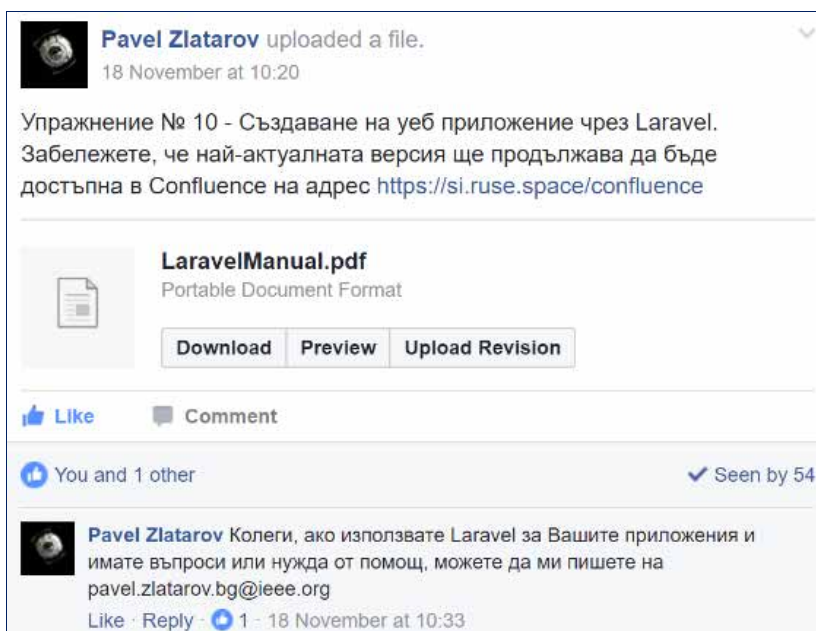 Pavel Zlatarov uploaded a file.
18 November at 10:20
Упражнение № 10 - Създаване на уеб приложение чрез Laravel.
Забележете, че най-актуалната версия ще продължава да бъде
достъпна в Confluence на адрес https://si.ruse.space/confluence
LaravelManual.pdf
Portable Document Format
Download Preview Upload Revision
Like Comment
You and 1 other Seen by 54
Pavel Zlatarov Колеги, ако използвате Laravel за Вашите приложения и
имате въпроси или нужда от помощ, можете да ми пишете на
pavel.zlatarov.bg@ieee.org
Like · Reply · 1 · 18 November at 10:33